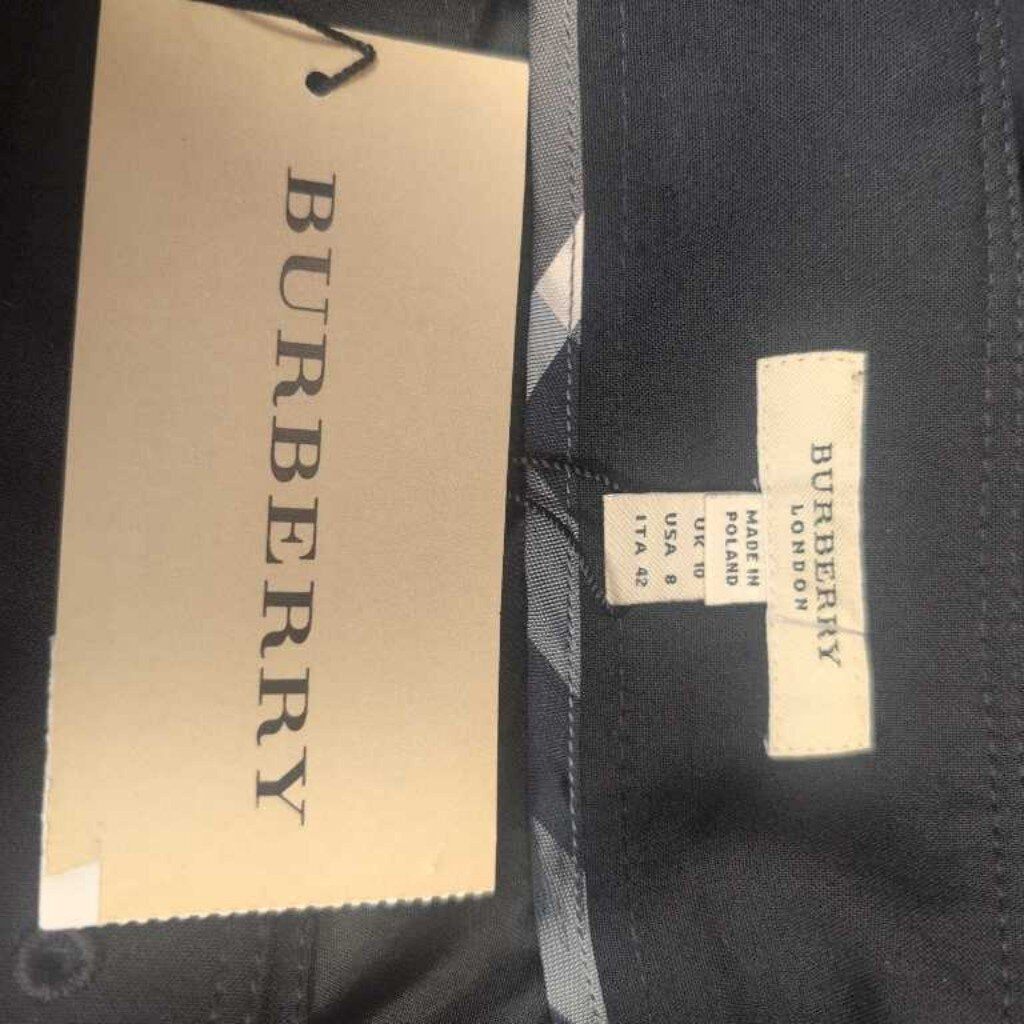 BURBERRY
BURBERRY
LONDON
MADE IN
POLAND
UK 10
USA 8
ITA 42